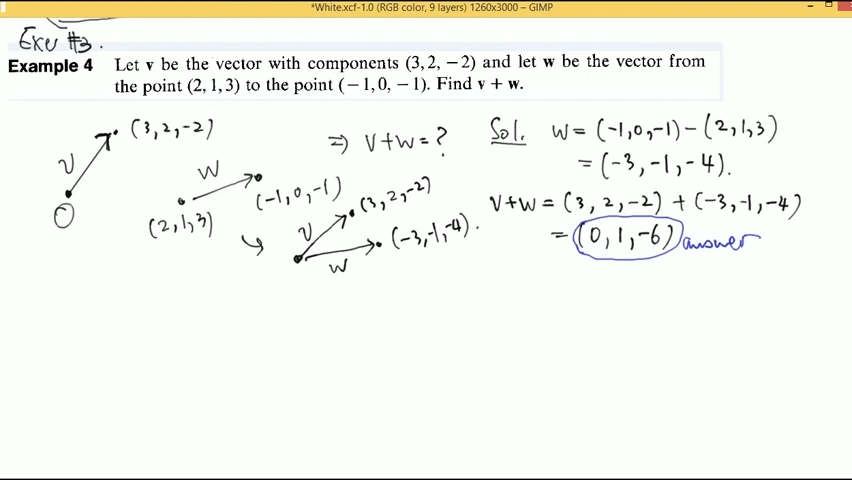 *White.xcf-1.0 (RGB color, 9 layers) 1260x3000 – GIMP
Exer #3.
Example 4 Let v be the vector with components (3, 2, −2) and let w be the vector from
the point (2, 1, 3) to the point (−1, 0, −1). Find v + w.
V
(3, 2, -2)
O
W
(2, 1, 3)
(-1, 0, -1)
⇒ V+W = ?
V
(3, 2, -2)
W
(-3, -1, -4).
Sol. W = (-1, 0, -1) - (2, 1, 3)
= (-3, -1, -4).
V+W = (3, 2, -2) + (-3, -1, -4)
= (0, 1, -6) answer